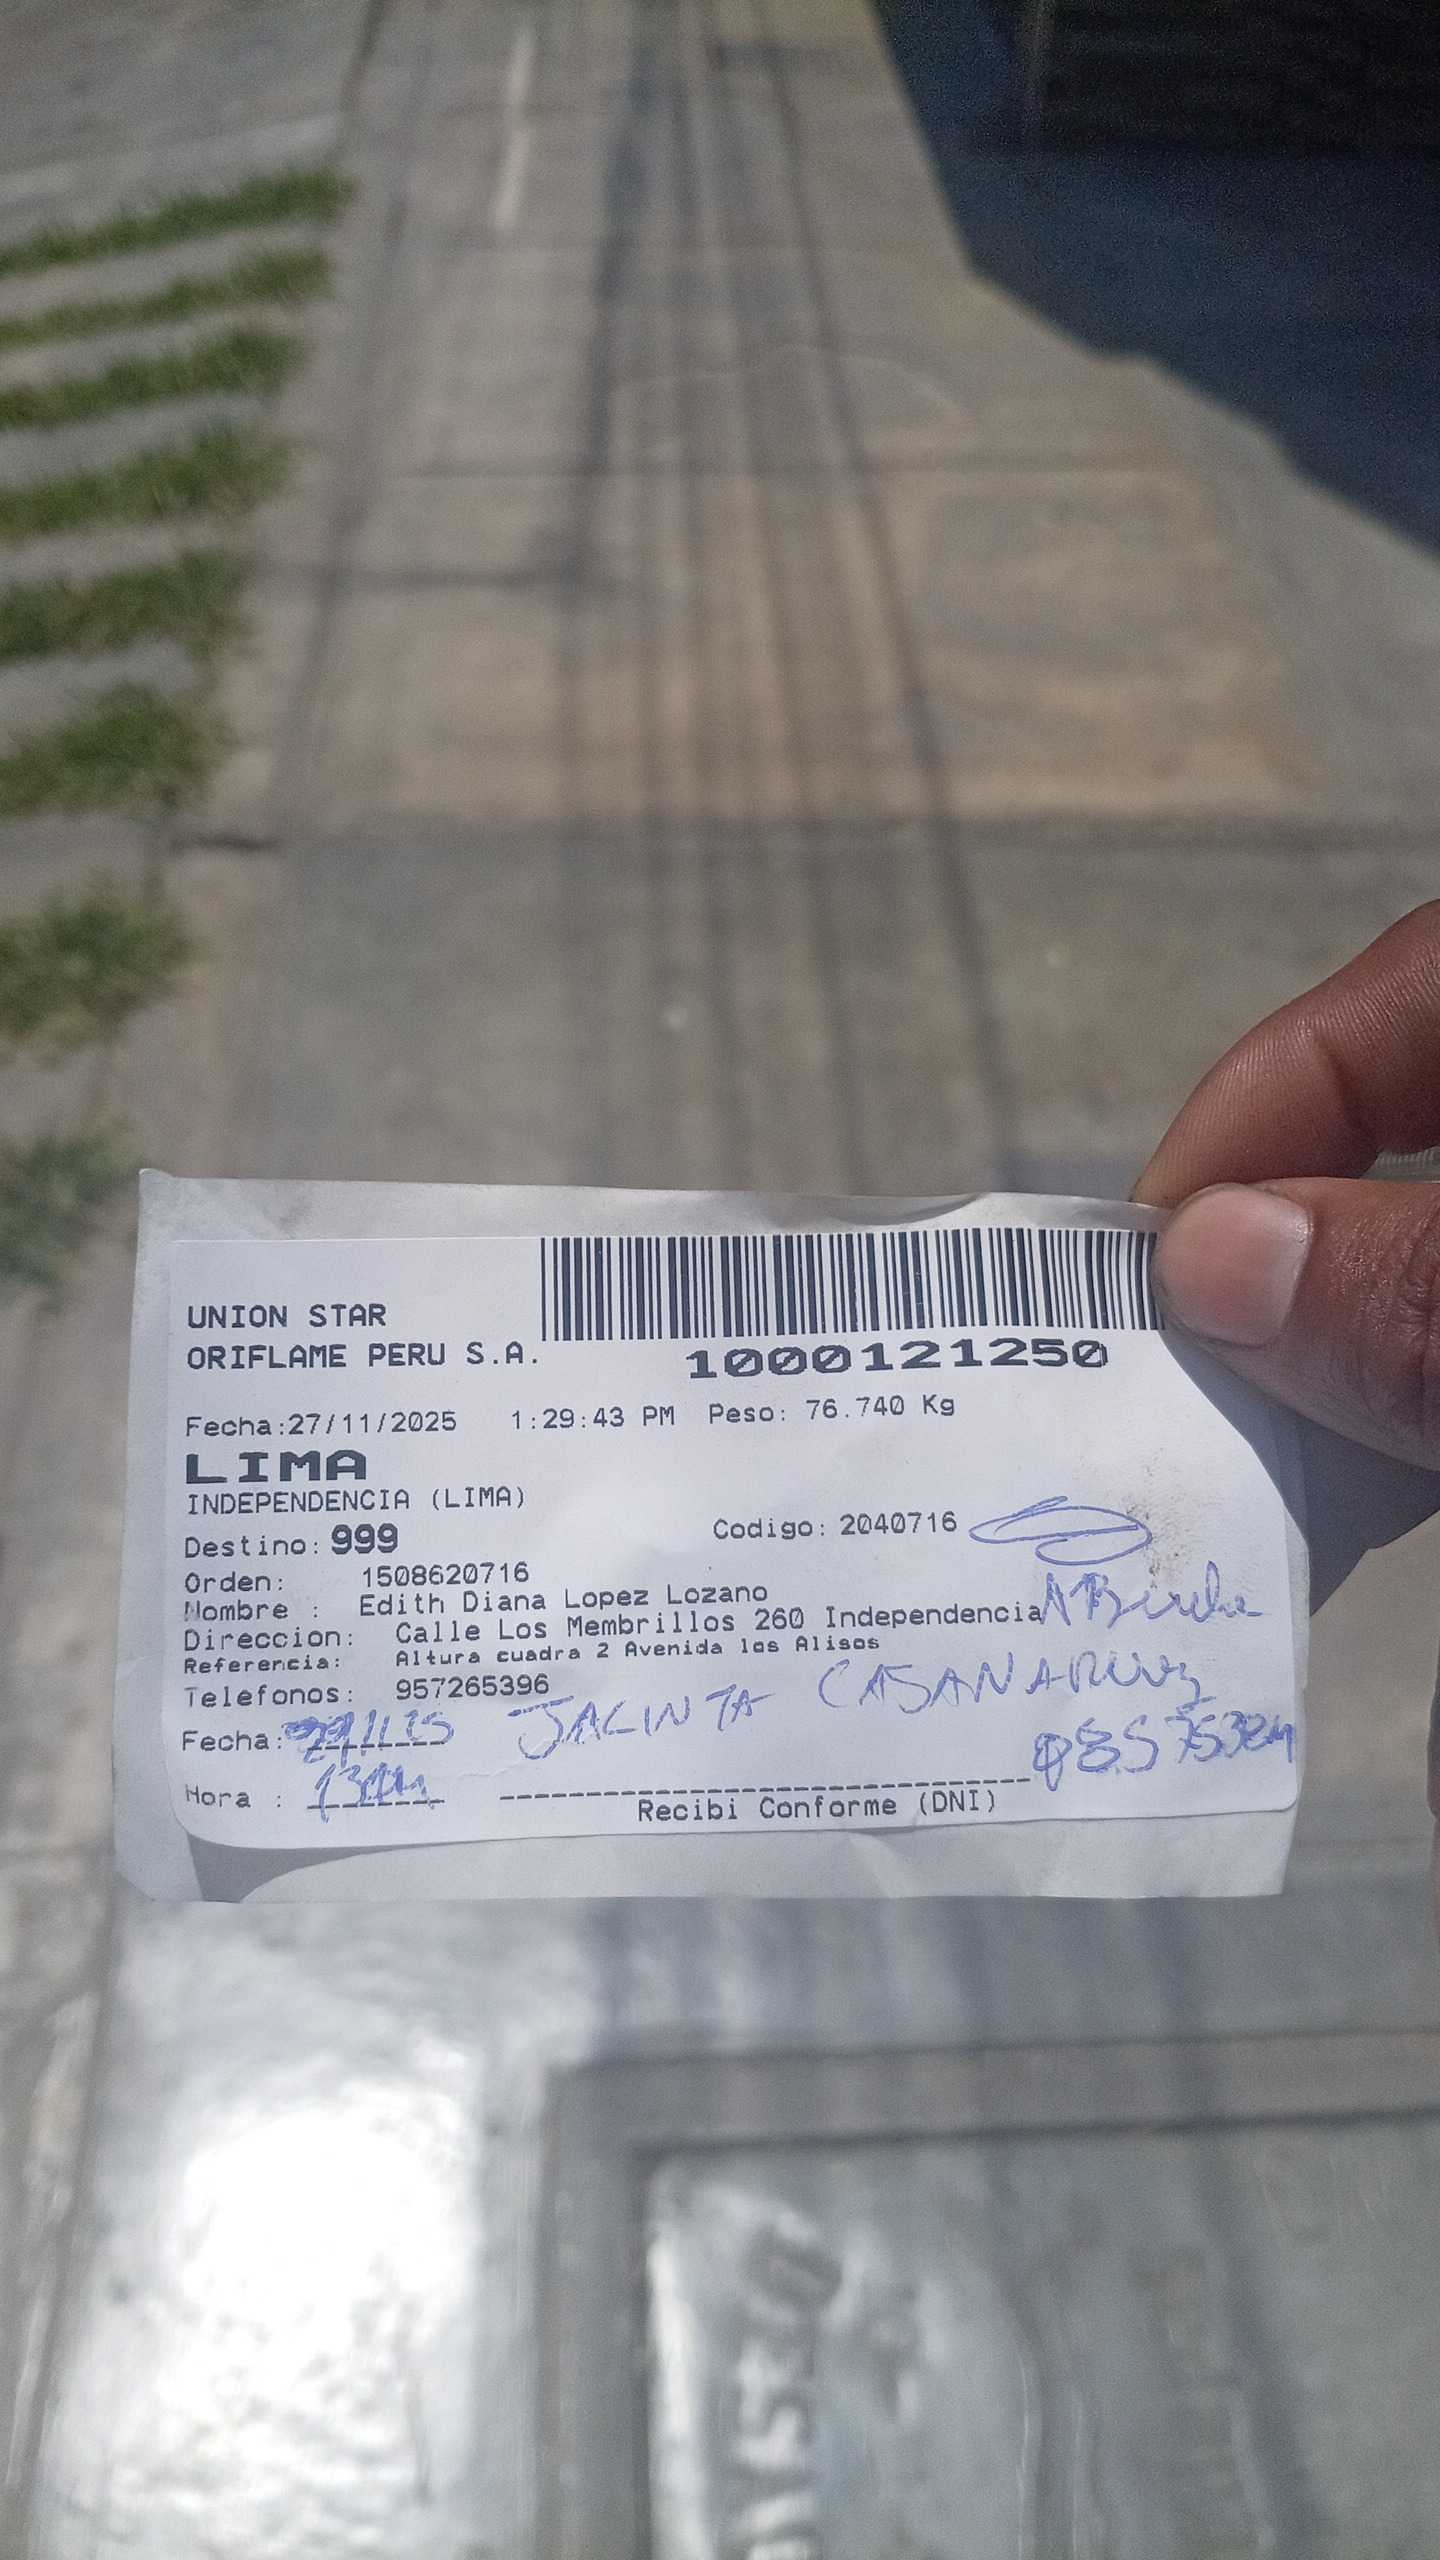 UNION STAR
ORIFLAME PERU S.A.
1000121250
Fecha:27/11/2025 1:29:43 PM Peso: 76.740 Kg
LIMA
INDEPENDENCIA (LIMA)
Destino: 999 Codigo: 2040716
Orden: 1508620716
Nombre : Edith Diana Lopez Lozano
Direccion: Calle Los Membrillos 260 Independencia
Referencia: Altura cuadra 2 Avenida los Alisos
Telefonos: 957265396
JACINTA
Fecha:
Hora :
Recibi Conforme (DNI)